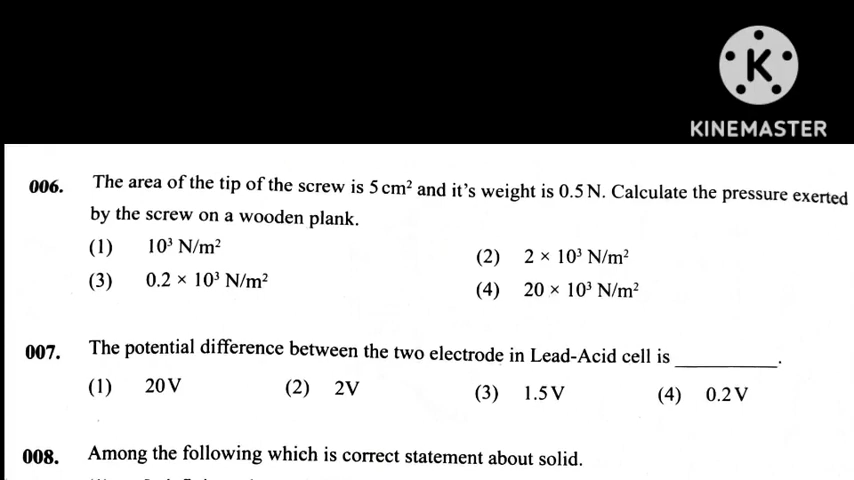 K
KINEMASTER
006. The area of the tip of the screw is 5 cm² and it's weight is 0.5 N. Calculate the pressure exerted
by the screw on a wooden plank.
(1) 10³ N/m² (2) 2 × 10³ N/m²
(3) 0.2 × 10³ N/m² (4) 20 × 10³ N/m²
007. The potential difference between the two electrode in Lead-Acid cell is __________.
(1) 20 V (2) 2V (3) 1.5 V (4) 0.2 V
008. Among the following which is correct statement about solid.